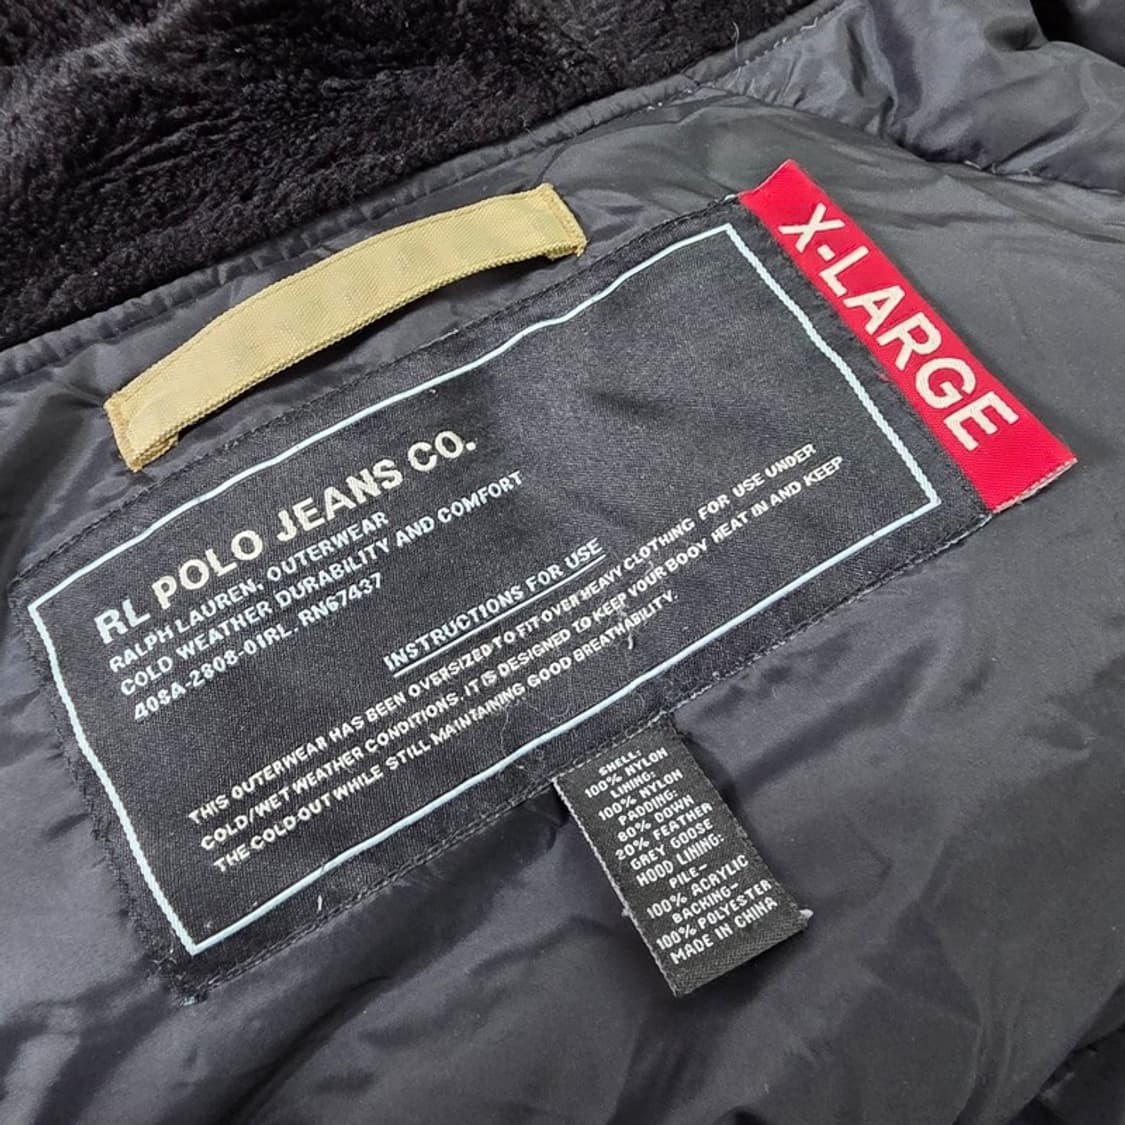 X-LARGE
RL POLO JEANS CO.
RALPH LAUREN, OUTERWEAR
COLD WEATHER DURABILITY AND COMFORT
408A-2808-01RL. RN67437
INSTRUCTIONS FOR USE
THIS OUTERWEAR HAS BEEN OVERSIZED TO FIT OVER HEAVY CLOTHING FOR USE UNDER
COLD/WET WEATHER CONDITIONS. IT IS DESIGNED TO KEEP YOUR BODY HEAT IN AND KEEP
THE COLD OUT WHILE STILL MAINTAINING GOOD BREATHABILITY.
SHELL:
100% NYLON
LINING:
100% NYLON
PADDING:
80% DOWN
20% FEATHER
GREY GOOSE
HOOD LINING:
PILE-
100% ACRYLIC
BACKING-
100% POLYESTER
MADE IN CHINA